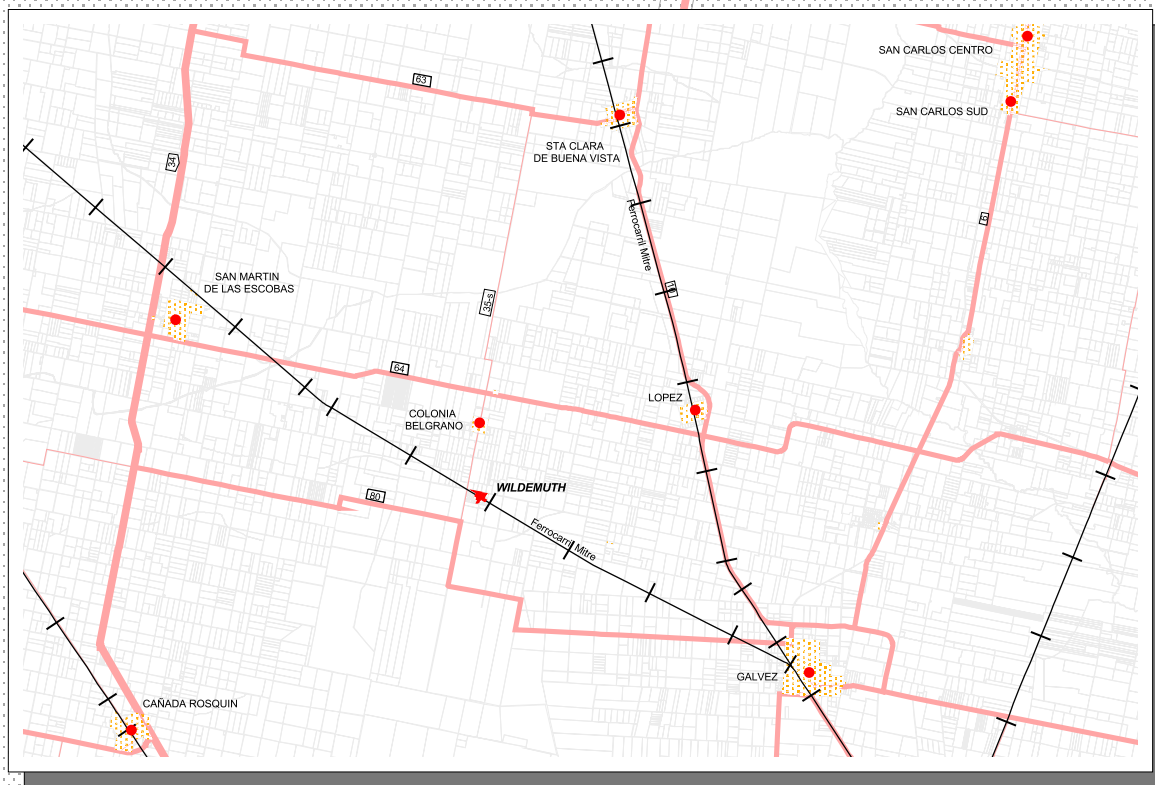 SAN CARLOS CENTRO
63
SAN CARLOS SUD
STA CLARA
DE BUENA VISTA
34
6
Ferrocarril Mitre
SAN MARTIN
DE LAS ESCOBAS
10
35-s
64
LOPEZ
COLONIA
BELGRANO
WILDEMUTH
80
Ferrocarril Mitre
GALVEZ
CAÑADA ROSQUIN